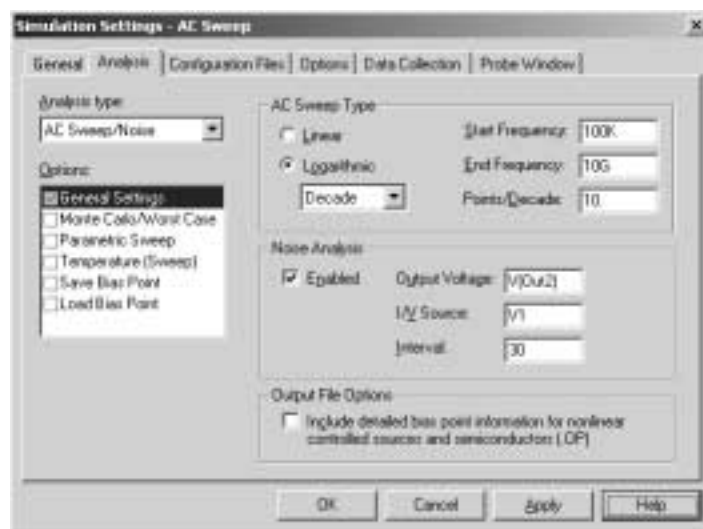 Simulation Settings - AC Sweep
General Analysis Configuration Files Options Data Collection Probe Window
Analysis type:
AC Sweep/Noise
Options:
General Settings
Monte Carlo/Worst Case
Parametric Sweep
Temperature (Sweep)
Save Bias Point
Load Bias Point
AC Sweep Type
Linear
Logarithmic
Decade
Start Frequency: 100K
End Frequency: 10G
Points/Decade: 10
Noise Analysis
Enabled
Output Voltage: V(Out2)
I/V Source: V1
Interval: 30
Output File Options
Include detailed bias point information for nonlinear
controlled sources and semiconductors (.OP)
OK Cancel Apply Help